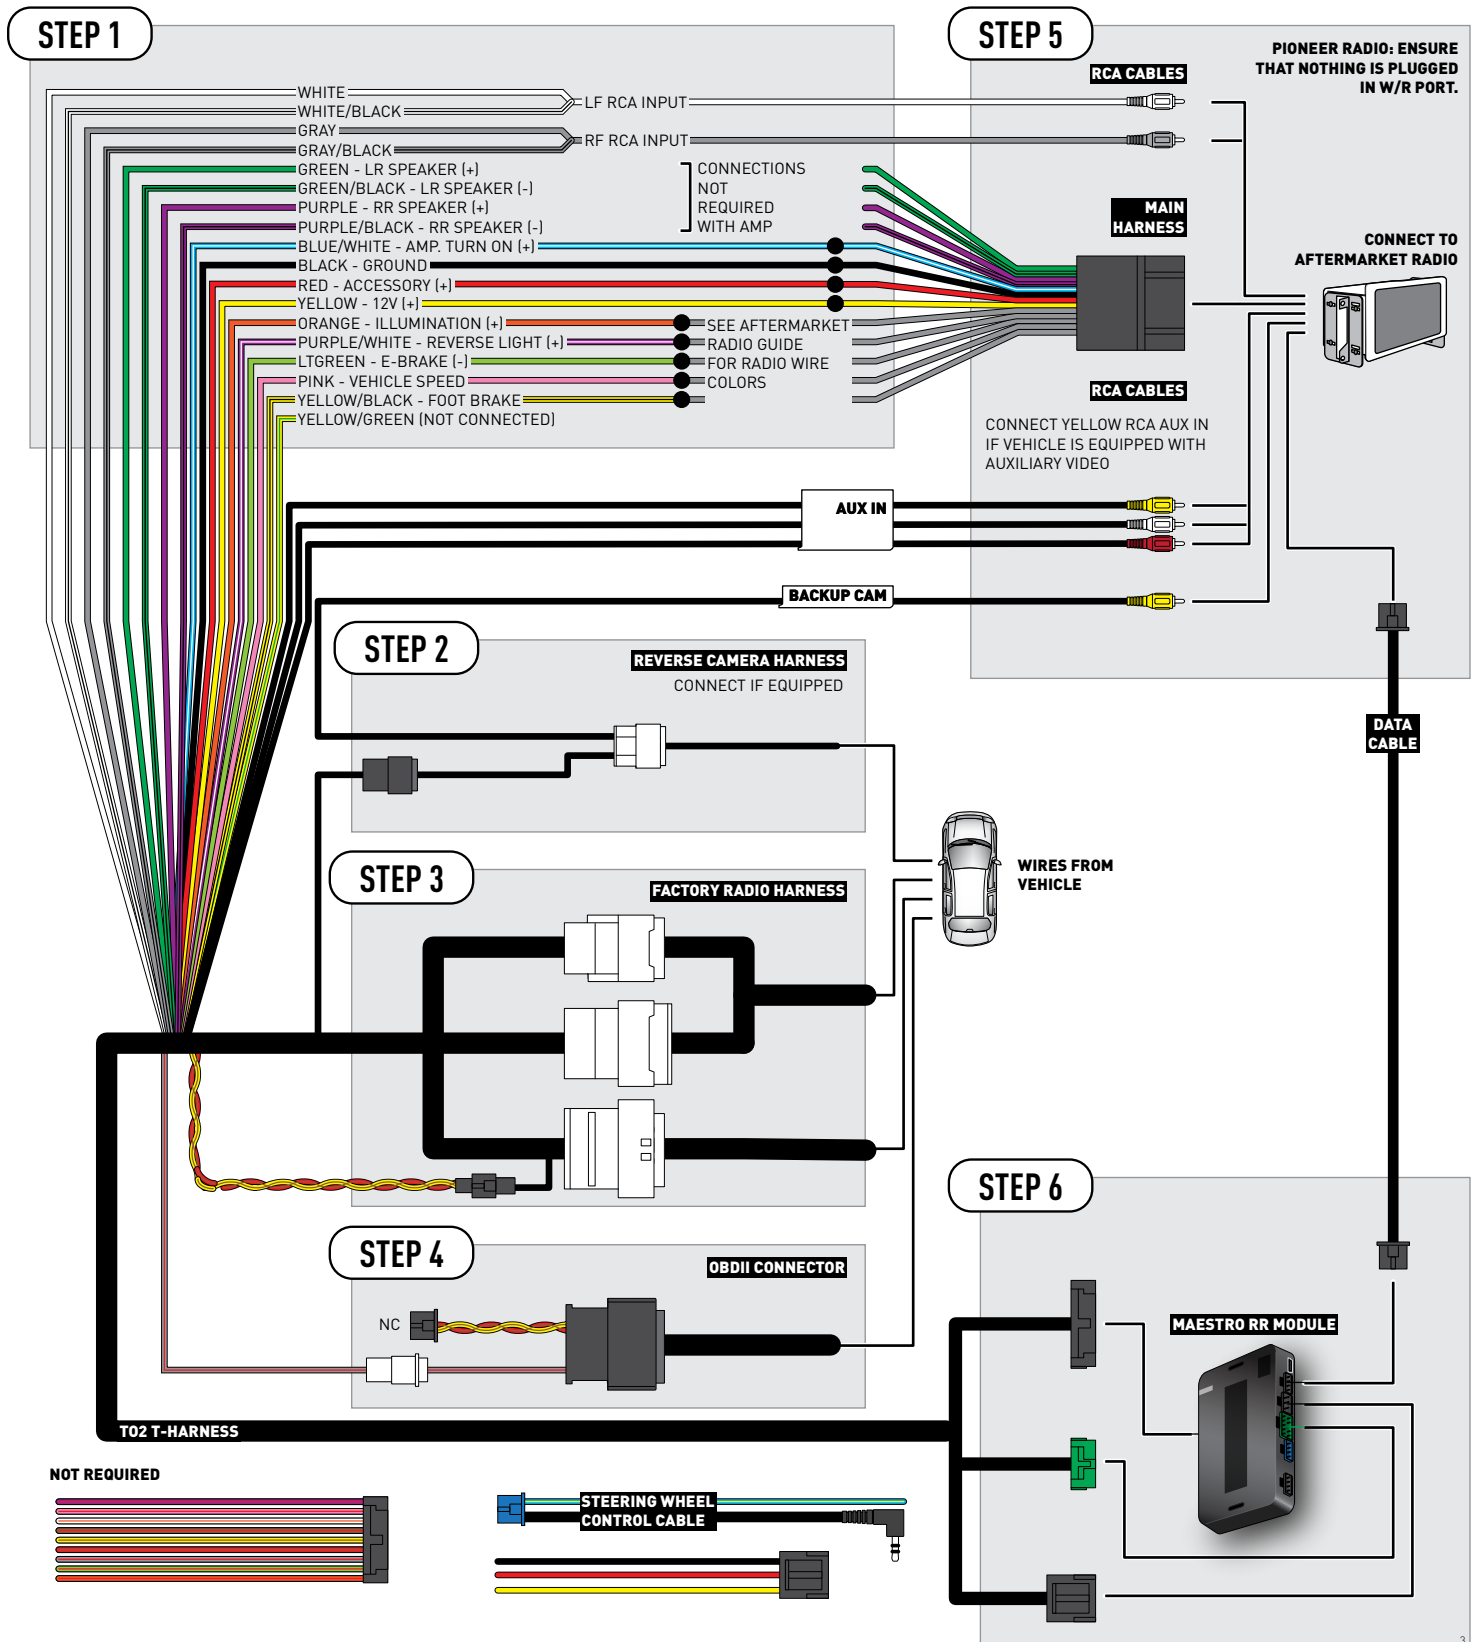 STEP 1
WHITE
WHITE/BLACK
LF RCA INPUT
GRAY
GRAY/BLACK
RF RCA INPUT
GREEN - LR SPEAKER (+)
GREEN/BLACK - LR SPEAKER (-)
PURPLE - RR SPEAKER (+)
PURPLE/BLACK - RR SPEAKER (-)
CONNECTIONS
NOT
REQUIRED
WITH AMP
BLUE/WHITE - AMP. TURN ON (+)
BLACK - GROUND
RED - ACCESSORY (+)
YELLOW - 12V (+)
ORANGE - ILLUMINATION (+)
PURPLE/WHITE - REVERSE LIGHT (+)
LTGREEN - E-BRAKE (-)
PINK - VEHICLE SPEED
YELLOW/BLACK - FOOT BRAKE
YELLOW/GREEN (NOT CONNECTED)
SEE AFTERMARKET
RADIO GUIDE
FOR RADIO WIRE
COLORS
STEP 5
PIONEER RADIO: ENSURE
THAT NOTHING IS PLUGGED
IN W/R PORT.
RCA CABLES
MAIN
HARNESS
CONNECT TO
AFTERMARKET RADIO
RCA CABLES
CONNECT YELLOW RCA AUX IN
IF VEHICLE IS EQUIPPED WITH
AUXILIARY VIDEO
AUX IN
BACKUP CAM
STEP 2
REVERSE CAMERA HARNESS
CONNECT IF EQUIPPED
DATA
CABLE
STEP 3
FACTORY RADIO HARNESS
WIRES FROM
VEHICLE
STEP 4
OBDII CONNECTOR
NC
STEP 6
MAESTRO RR MODULE
TO2 T-HARNESS
NOT REQUIRED
STEERING WHEEL
CONTROL CABLE
3